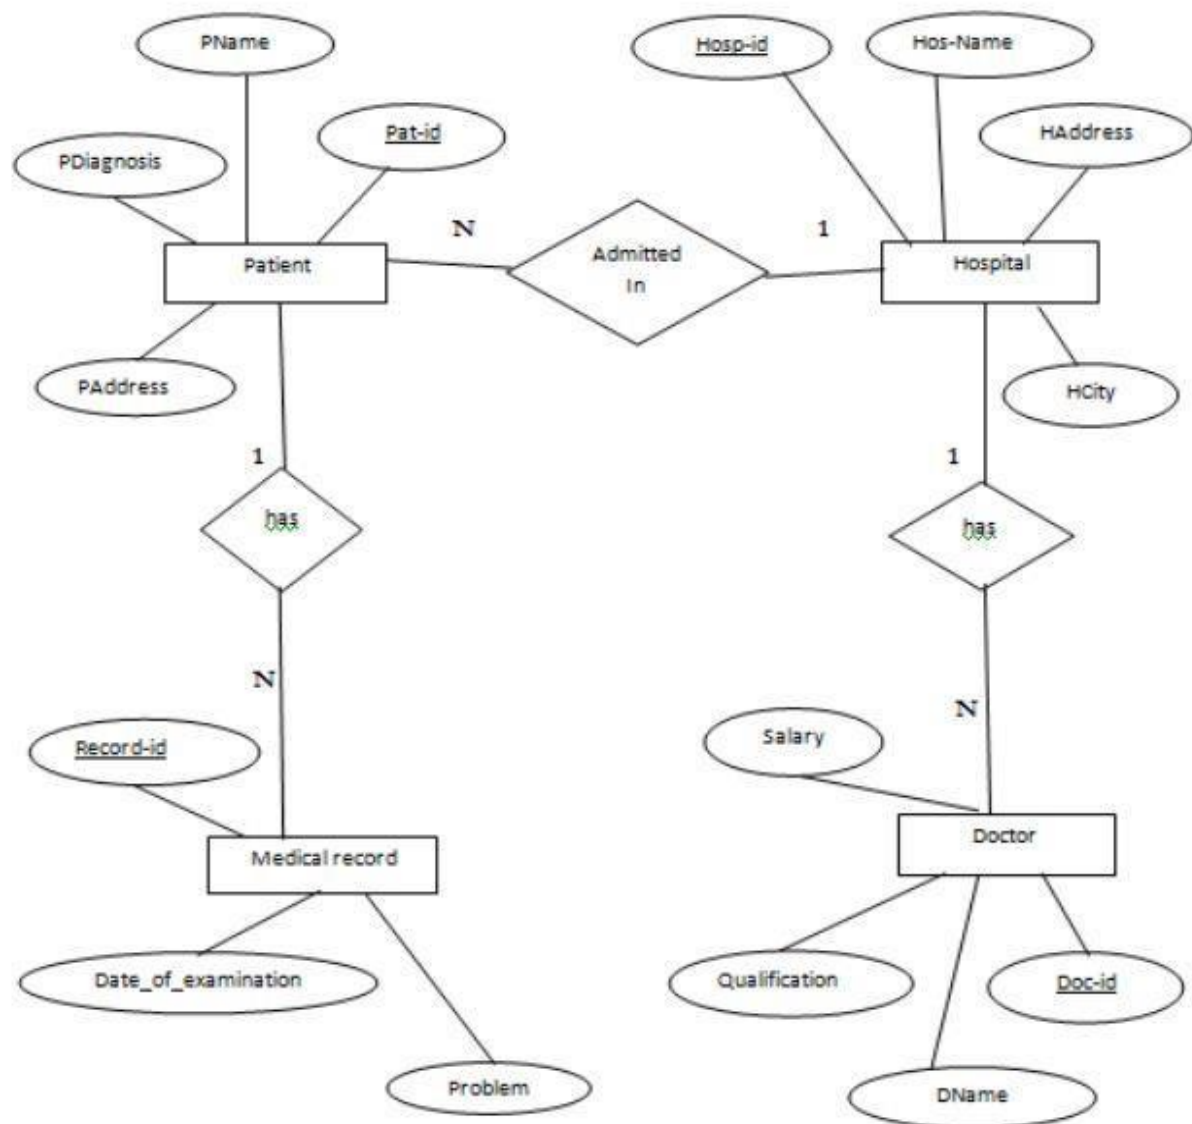 PName
Hosp-id
Hos-Name
Pat-id
HAddress
PDiagnosis
N
1
Patient
Admitted
In
Hospital
PAddress
HCity
1
1
has
has
N
N
Record-id
Salary
Medical record
Doctor
Date_of_examination
Qualification
Doc-id
Problem
DName